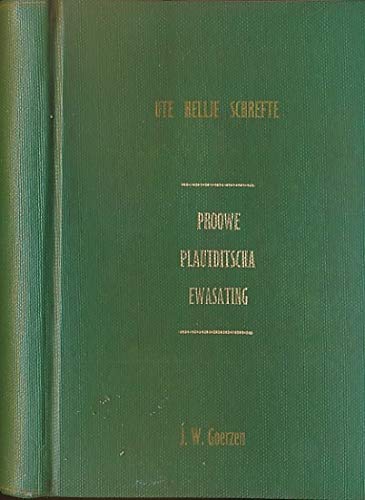 UTE HELLJE SCHREFTE
PROOWE
PLAUTDITSCHA
EWASATING
J. W. Goerzen